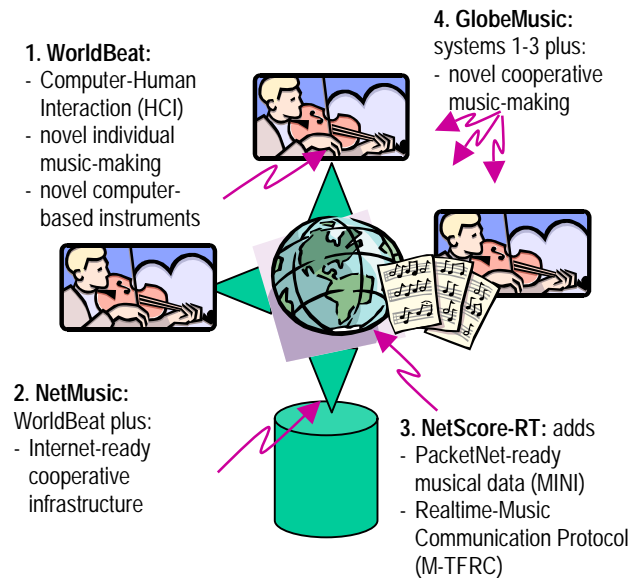 1. WorldBeat:
- Computer-Human
Interaction (HCI)
- novel individual
music-making
- novel computer-
based instruments
4. GlobeMusic:
systems 1-3 plus:
- novel cooperative
music-making
2. NetMusic:
WorldBeat plus:
- Internet-ready
cooperative
infrastructure
3. NetScore-RT: adds
- PacketNet-ready
musical data (MINI)
- Realtime-Music
Communication Protocol
(M-TFRC)